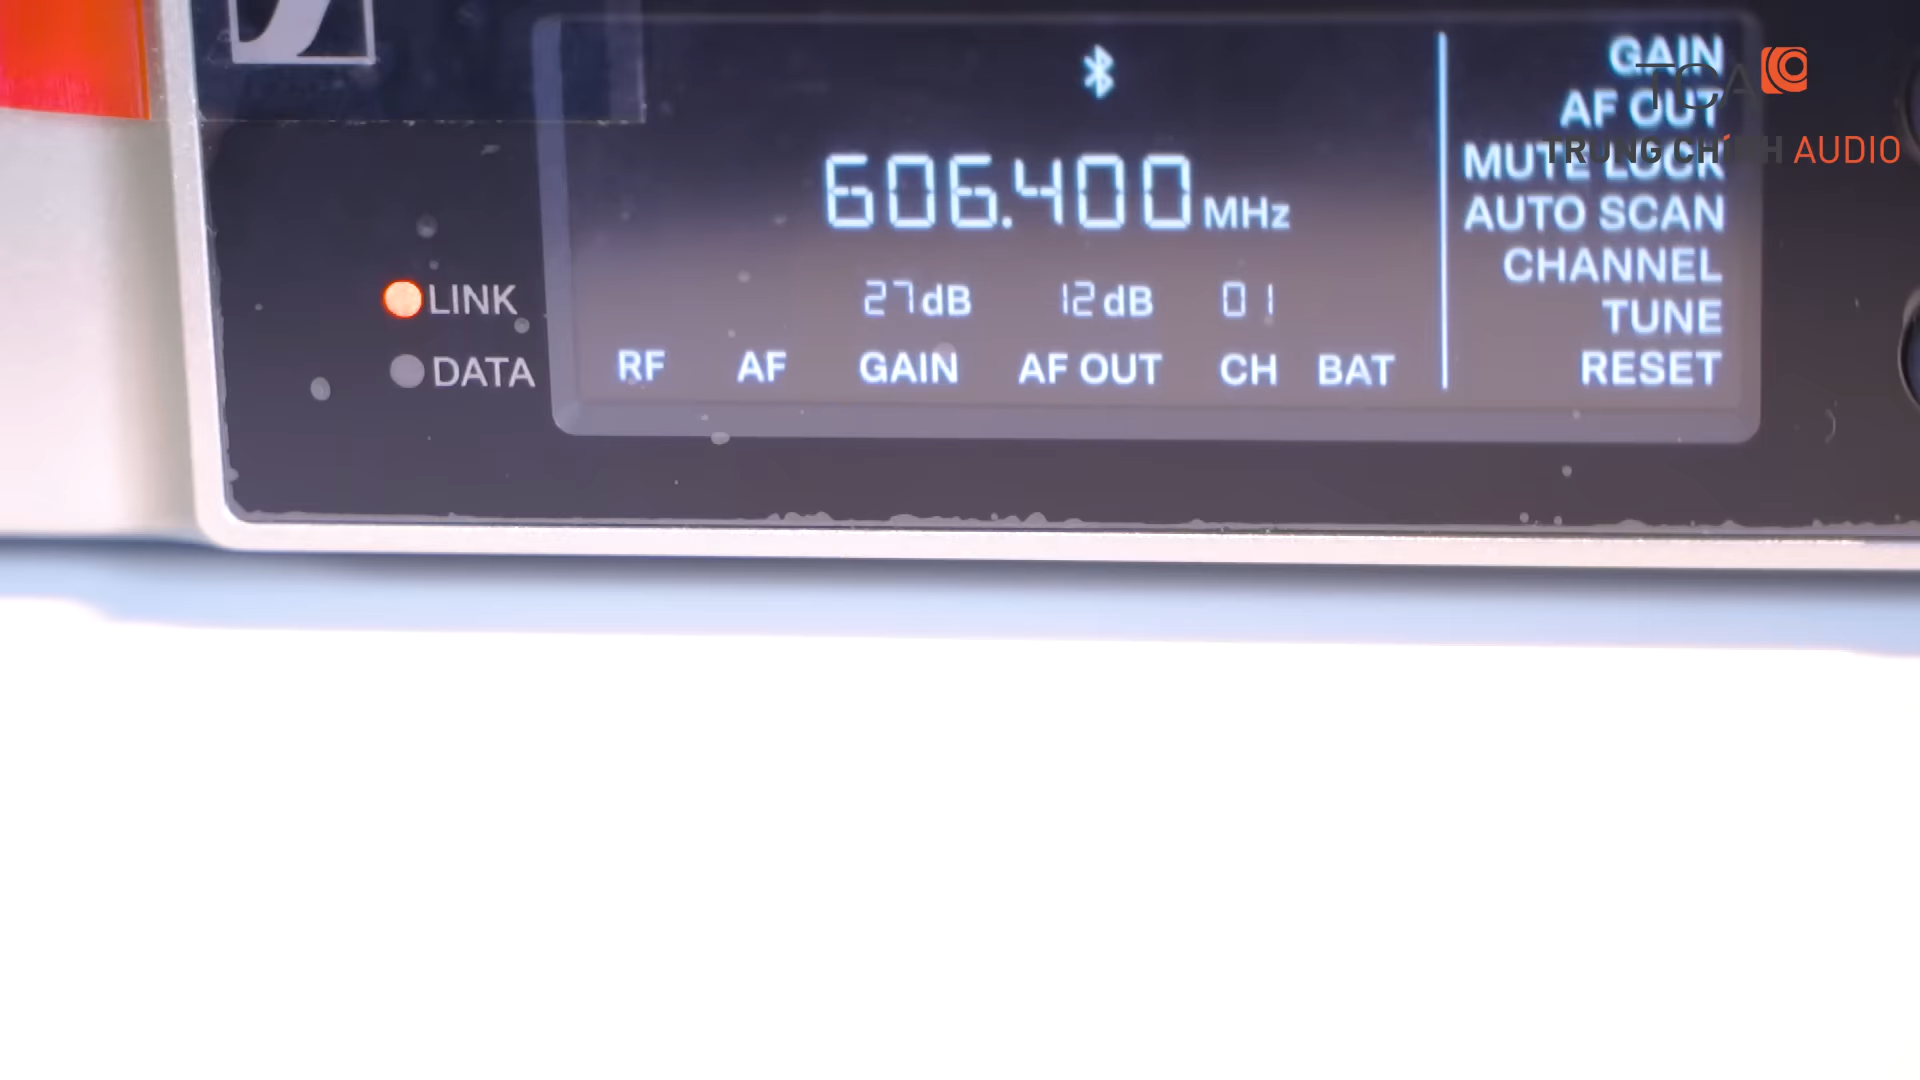 GAIN
TCA
AF OUT
TRUNG CHÍNH AUDIO
MUTE LOCK
606.400 MHz
AUTO SCAN
CHANNEL
LINK
27dB 12dB 01
TUNE
DATA
RF AF GAIN AF OUT CH BAT
RESET